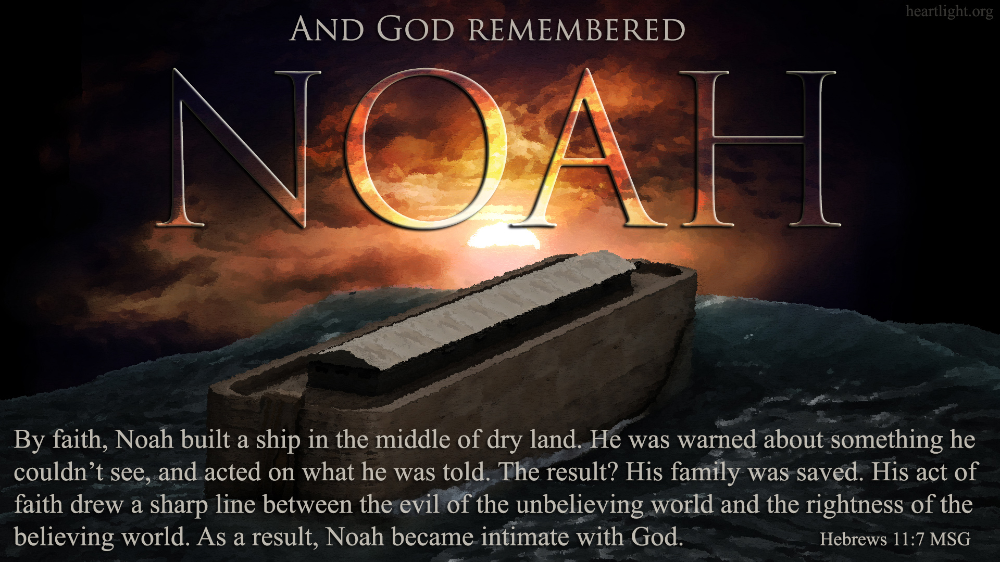 heartlight.org
AND GOD REMEMBERED
NOAH
By faith, Noah built a ship in the middle of dry land. He was warned about something he
couldn’t see, and acted on what he was told. The result? His family was saved. His act of
faith drew a sharp line between the evil of the unbelieving world and the rightness of the
believing world. As a result, Noah became intimate with God.
Hebrews 11:7 MSG